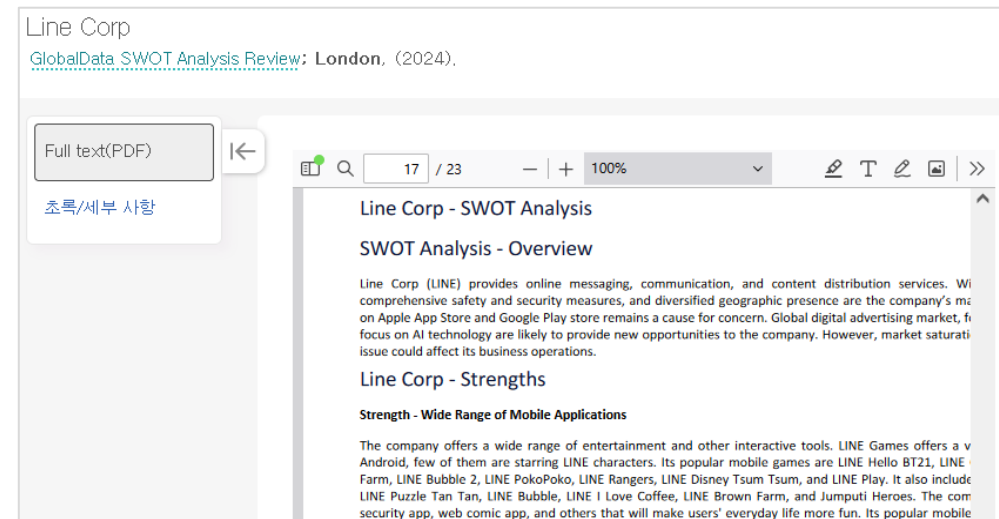 Line Corp
GlobalData SWOT Analysis Review; London, (2024).
Full text(PDF)
초록/세부 사항
17 / 23
100%
Line Corp - SWOT Analysis
SWOT Analysis - Overview
Line Corp (LINE) provides online messaging, communication, and content distribution services.
comprehensive safety and security measures, and diversified geographic presence are the company's
on Apple App Store and Google Play store remains a cause for concern. Global digital advertising market,
focus on AI technology are likely to provide new opportunities to the company. However, market
issue could affect its business operations.
Line Corp - Strengths
Strength - Wide Range of Mobile Applications
The company offers a wide range of entertainment and other interactive tools. LINE Games offers a
Android, few of them are starring LINE characters. Its popular mobile games are LINE Hello BT21, LINE
Farm, LINE Bubble 2, LINE PokoPoko, LINE Rangers, LINE Disney Tsum Tsum, and LINE Play. It also include
LINE Puzzle Tan Tan, LINE Bubble, LINE I Love Coffee, LINE Brown Farm, and Jumputi Heroes. The
security app, web comic app, and others that will make users' everyday life more fun. Its popular mobile